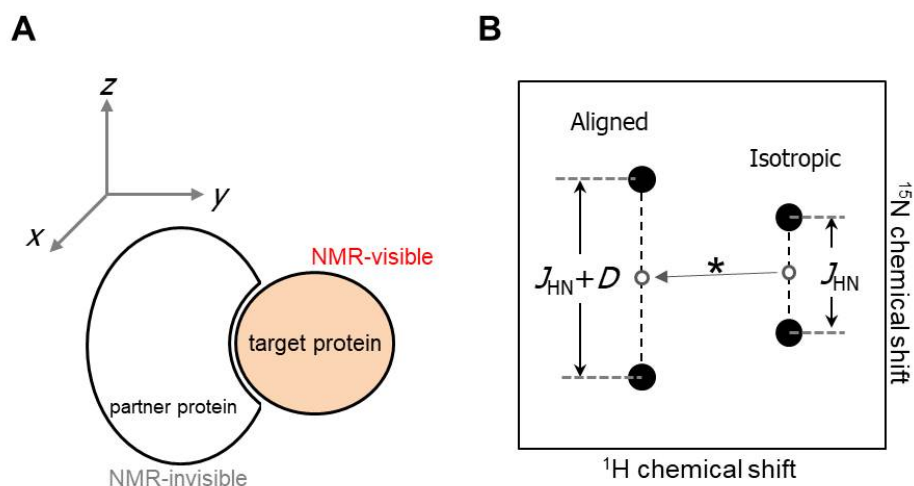 A
z
y
x
NMR-visible
target protein
partner protein
NMR-invisible
B
Aligned
Isotropic
*
J_HN+D
J_HN
¹⁵N chemical shift
¹H chemical shift